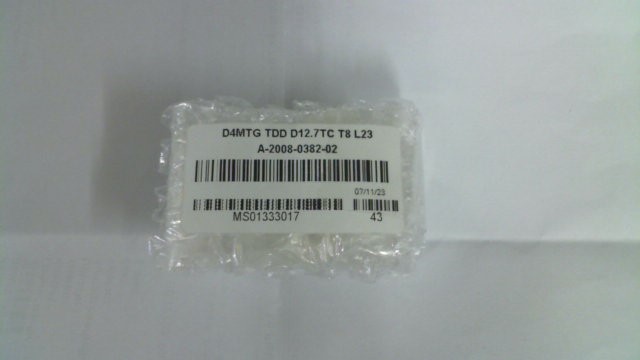 D4MTG TDD D12.7TC T8 L23
A-2008-0382-02
07/11/23
MS01333017 43